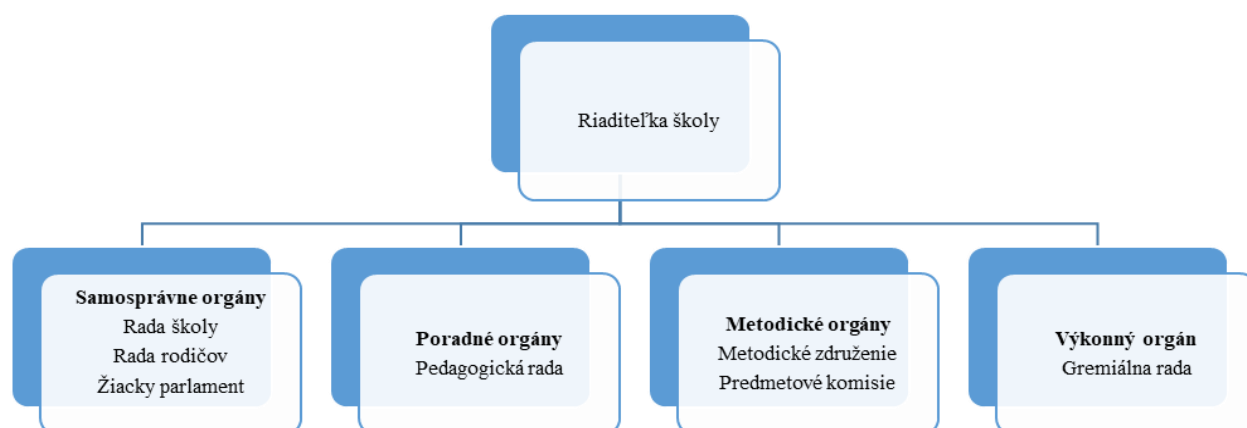 Riaditeľka školy
Samosprávne orgány
Rada školy
Rada rodičov
Žiacky parlament
Poradné orgány
Pedagogická rada
Metodické orgány
Metodické združenie
Predmetové komisie
Výkonný orgán
Gremiálna rada